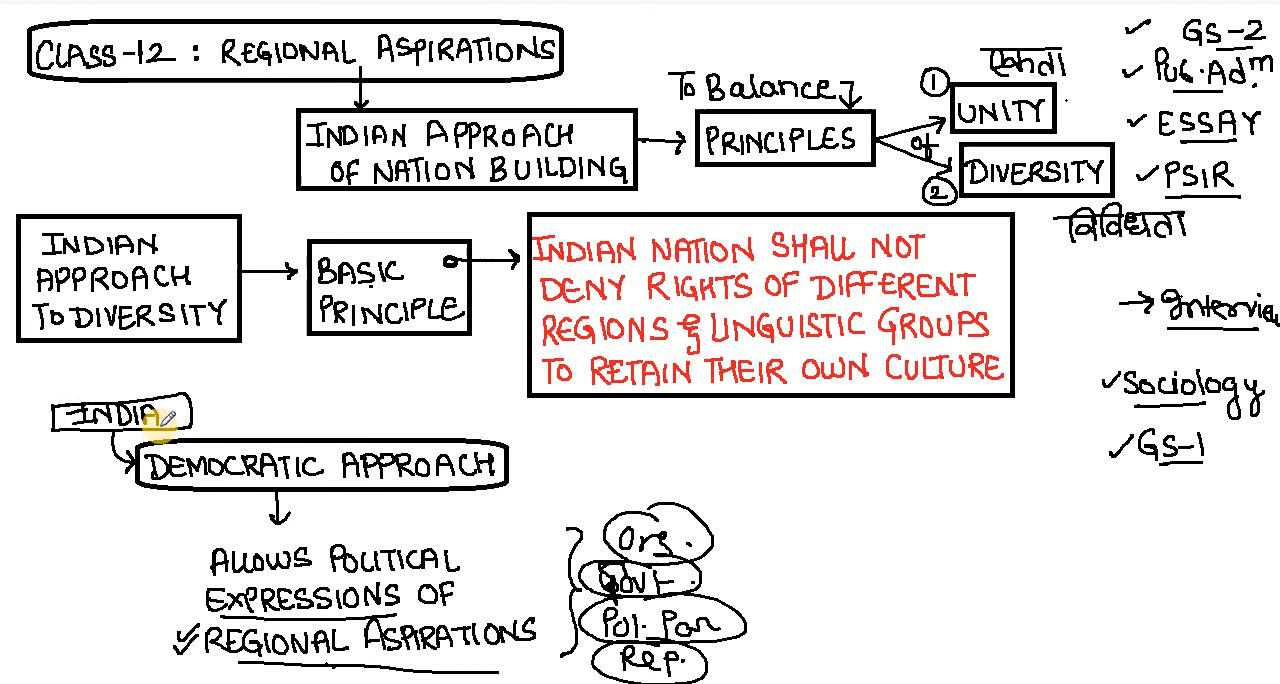 CLASS-12 : REGIONAL ASPIRATIONS
INDIAN APPROACH
OF NATION BUILDING
To Balance
PRINCIPLES
of
एकता
① UNITY
② DIVERSITY
विविधता
GS-2
Pub. Adm.
ESSAY
PSIR
INDIAN
APPROACH
TO DIVERSITY
BASIC
PRINCIPLE
INDIAN NATION SHALL NOT
DENY RIGHTS OF DIFFERENT
REGIONS & LINGUISTIC GROUPS
TO RETAIN THEIR OWN CULTURE
Interview
Sociology
GS-1
INDIA
DEMOCRATIC APPROACH
ALLOWS POLITICAL
EXPRESSIONS OF
REGIONAL ASPIRATIONS
Org.
Govt.
Pol. Par
Rep.